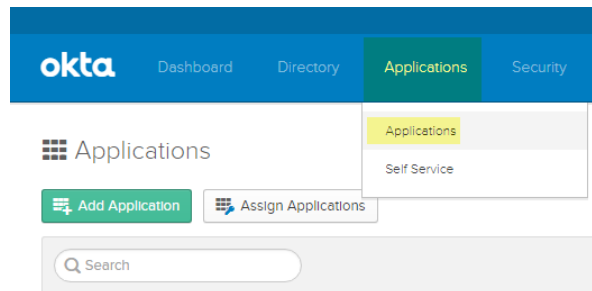 okta Dashboard Directory Applications Security
Applications
Self Service
Applications
Add Application Assign Applications
Search